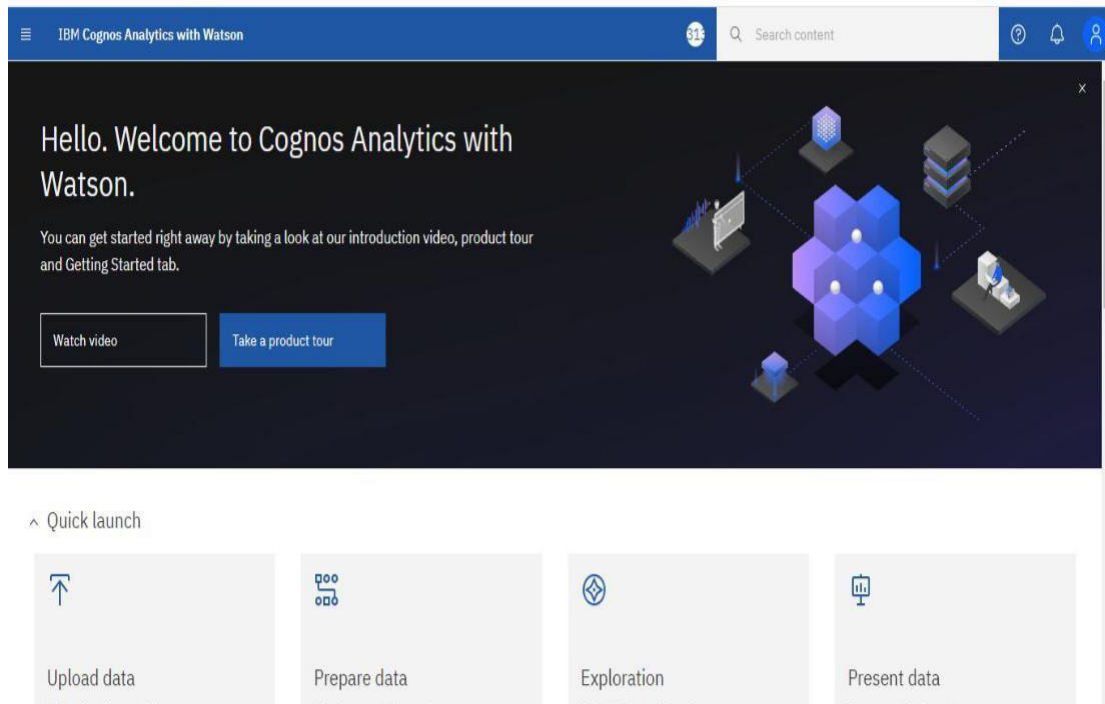 IBM Cognos Analytics with Watson
313
Search content
Hello. Welcome to Cognos Analytics with
Watson.
You can get started right away by taking a look at our introduction video, product tour
and Getting Started tab.
Watch video
Take a product tour
Quick launch
Upload data
Prepare data
Exploration
Present data